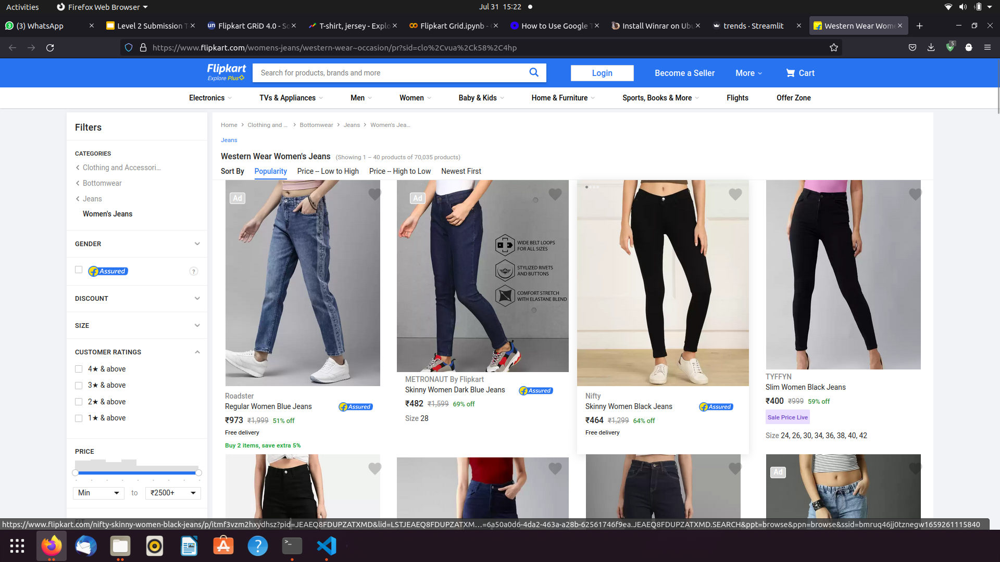 Activities
Firefox Web Browser
Jul 31 15:22
3
(3) WhatsApp
Level 2 Submission T
un
Flipkart GRiD 4.0 - So
T-shirt, jersey - Explo
Flipkart Grid.ipynb -
How to Use Google T
Install Winrar on Ubu
trends · Streamlit
Western Wear Wome
https://www.flipkart.com/womens-jeans/western-wear~occasion/pr?sid=clo%2Cvua%2Ck58%2C4hp
5
Flipkart
Explore Plus
Search for products, brands and more
Login
Become a Seller
More
Cart
Electronics
TVs & Appliances
Men
Women
Baby & Kids
Home & Furniture
Sports, Books & More
Flights
Offer Zone
Filters
CATEGORIES
Clothing and Accessori...
Bottomwear
Jeans
Women's Jeans
GENDER
Assured
?
DISCOUNT
SIZE
CUSTOMER RATINGS
4★ & above
3★ & above
2★ & above
1★ & above
PRICE
Min
to
₹2500+
FIT
Home
Clothing and ...
Bottomwear
Jeans
Women's Jea...
Jeans
Western Wear Women's Jeans
(Showing 1 – 40 products of 70,035 products)
Sort By
Popularity
Price -- Low to High
Price -- High to Low
Newest First
Ad
Roadster
Regular Women Blue Jeans
Assured
₹973 ₹1,999 51% off
Free delivery
Buy 2 items, save extra 5%
Ad
WIDE BELT LOOPS
FOR ALL SIZES
STYLIZED RIVETS
AND BUTTONS
COMFORT STRETCH
WITH ELASTANE BLEND
METRONAUT By Flipkart
Skinny Women Dark Blue Jeans
Assured
₹482 ₹1,599 69% off
Size 28
Nifty
Skinny Women Black Jeans
Assured
₹464 ₹1,299 64% off
Free delivery
TYFFYN
Slim Women Black Jeans
₹400 ₹999 59% off
Sale Price Live
Size 24, 26, 30, 34, 36, 38, 40, 42
Ad
https://www.flipkart.com/nifty-skinny-women-black-jeans/p/itmf3vzm2hxydhsz?pid=JEAEQ8FDUPZATXMD&lid=LSTJEAEQ8FDUPZATXM…=6a50a0d6-4da2-463a-a28b-62561746f9ea.JEAEQ8FDUPZATXMD.SEARCH&ppt=browse&ppn=browse&ssid=bmruq46jj0tznegw1659261115840